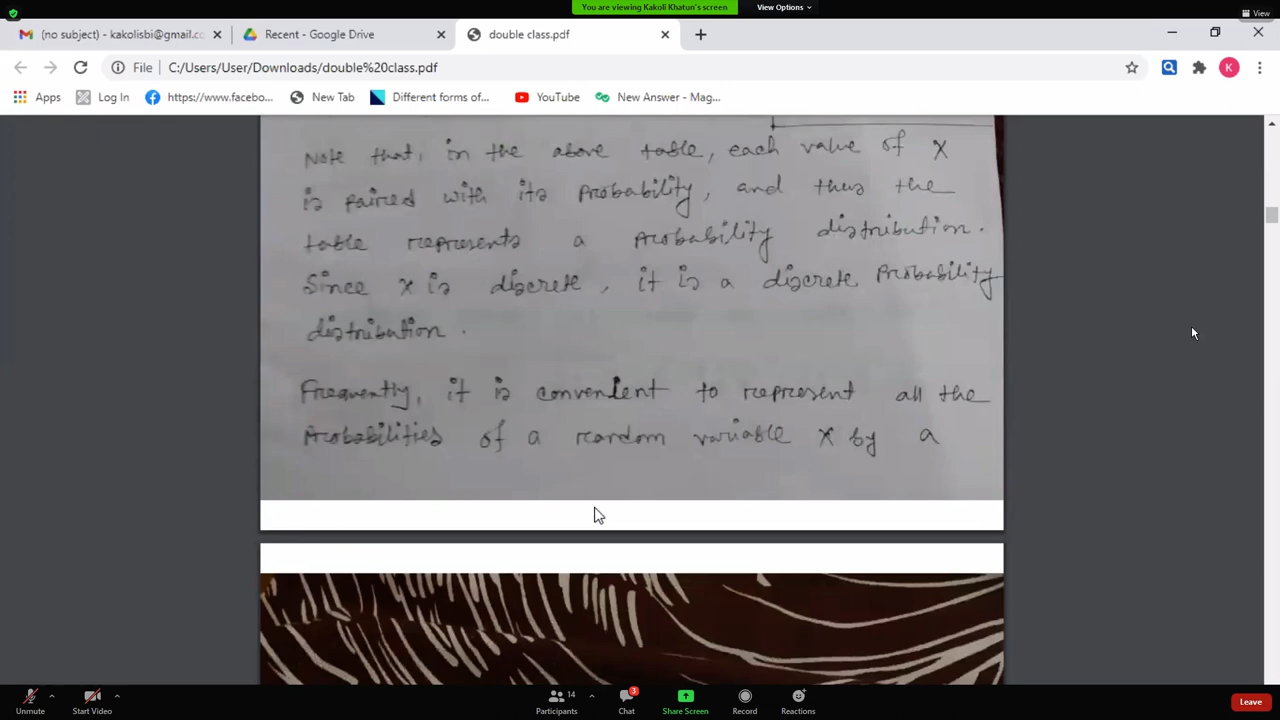 You are viewing Kakoli Khatun's screen
View Options
View
(no subject) - kakolisbi@gmail.co
Recent - Google Drive
double class.pdf
File
C:/Users/User/Downloads/double%20class.pdf
K
Apps
Log In
https://www.facebo...
New Tab
Different forms of...
YouTube
New Answer - Mag...
Note that, in the above table, each value of X
is paired with its Probability, and thus the
table represents a Probability distribution.
Since X is discrete, it is a discrete Probability
distribution.
Frequently, it is convenient to represent all the
Probabilities of a random variable X by a
Unmute
Start Video
14
Participants
3
Chat
Share Screen
Record
Reactions
Leave